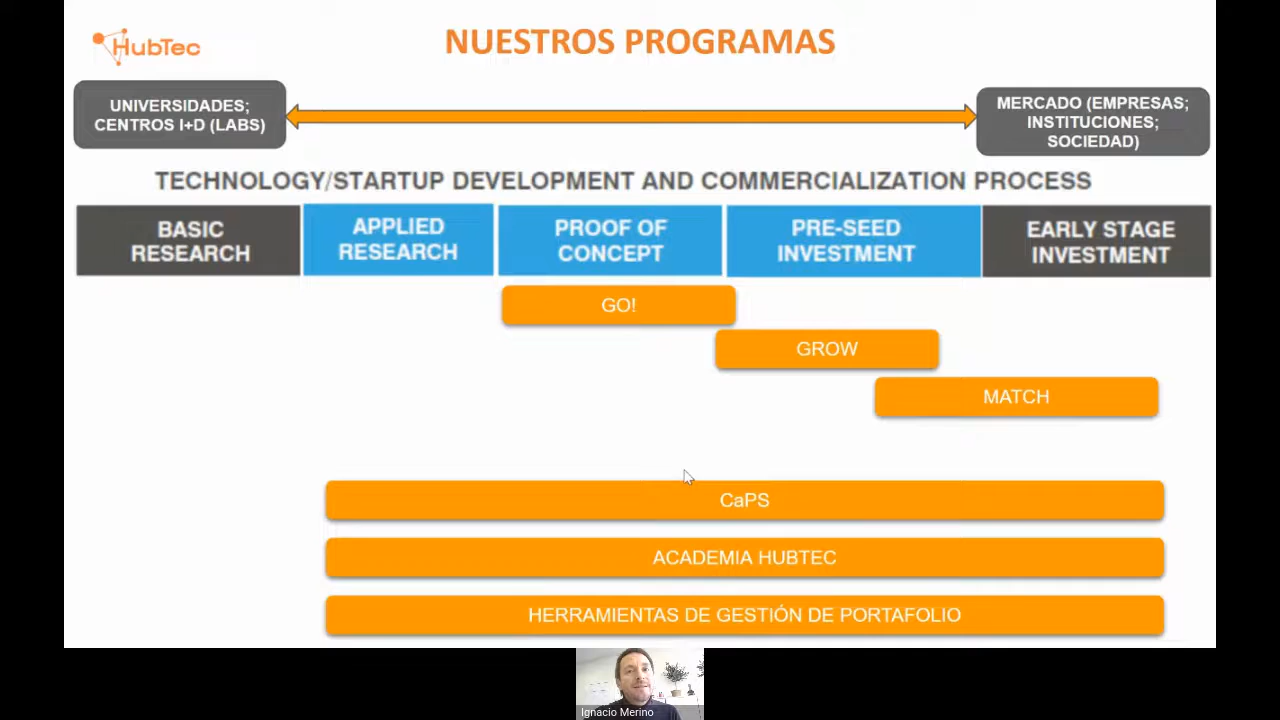 HubTec
NUESTROS PROGRAMAS
UNIVERSIDADES;
CENTROS I+D (LABS)
MERCADO (EMPRESAS;
INSTITUCIONES;
SOCIEDAD)
TECHNOLOGY/STARTUP DEVELOPMENT AND COMMERCIALIZATION PROCESS
BASIC
RESEARCH
APPLIED
RESEARCH
PROOF OF
CONCEPT
PRE-SEED
INVESTMENT
EARLY STAGE
INVESTMENT
GO!
GROW
MATCH
CaPS
ACADEMIA HUBTEC
HERRAMIENTAS DE GESTIÓN DE PORTAFOLIO
Ignacio Merino